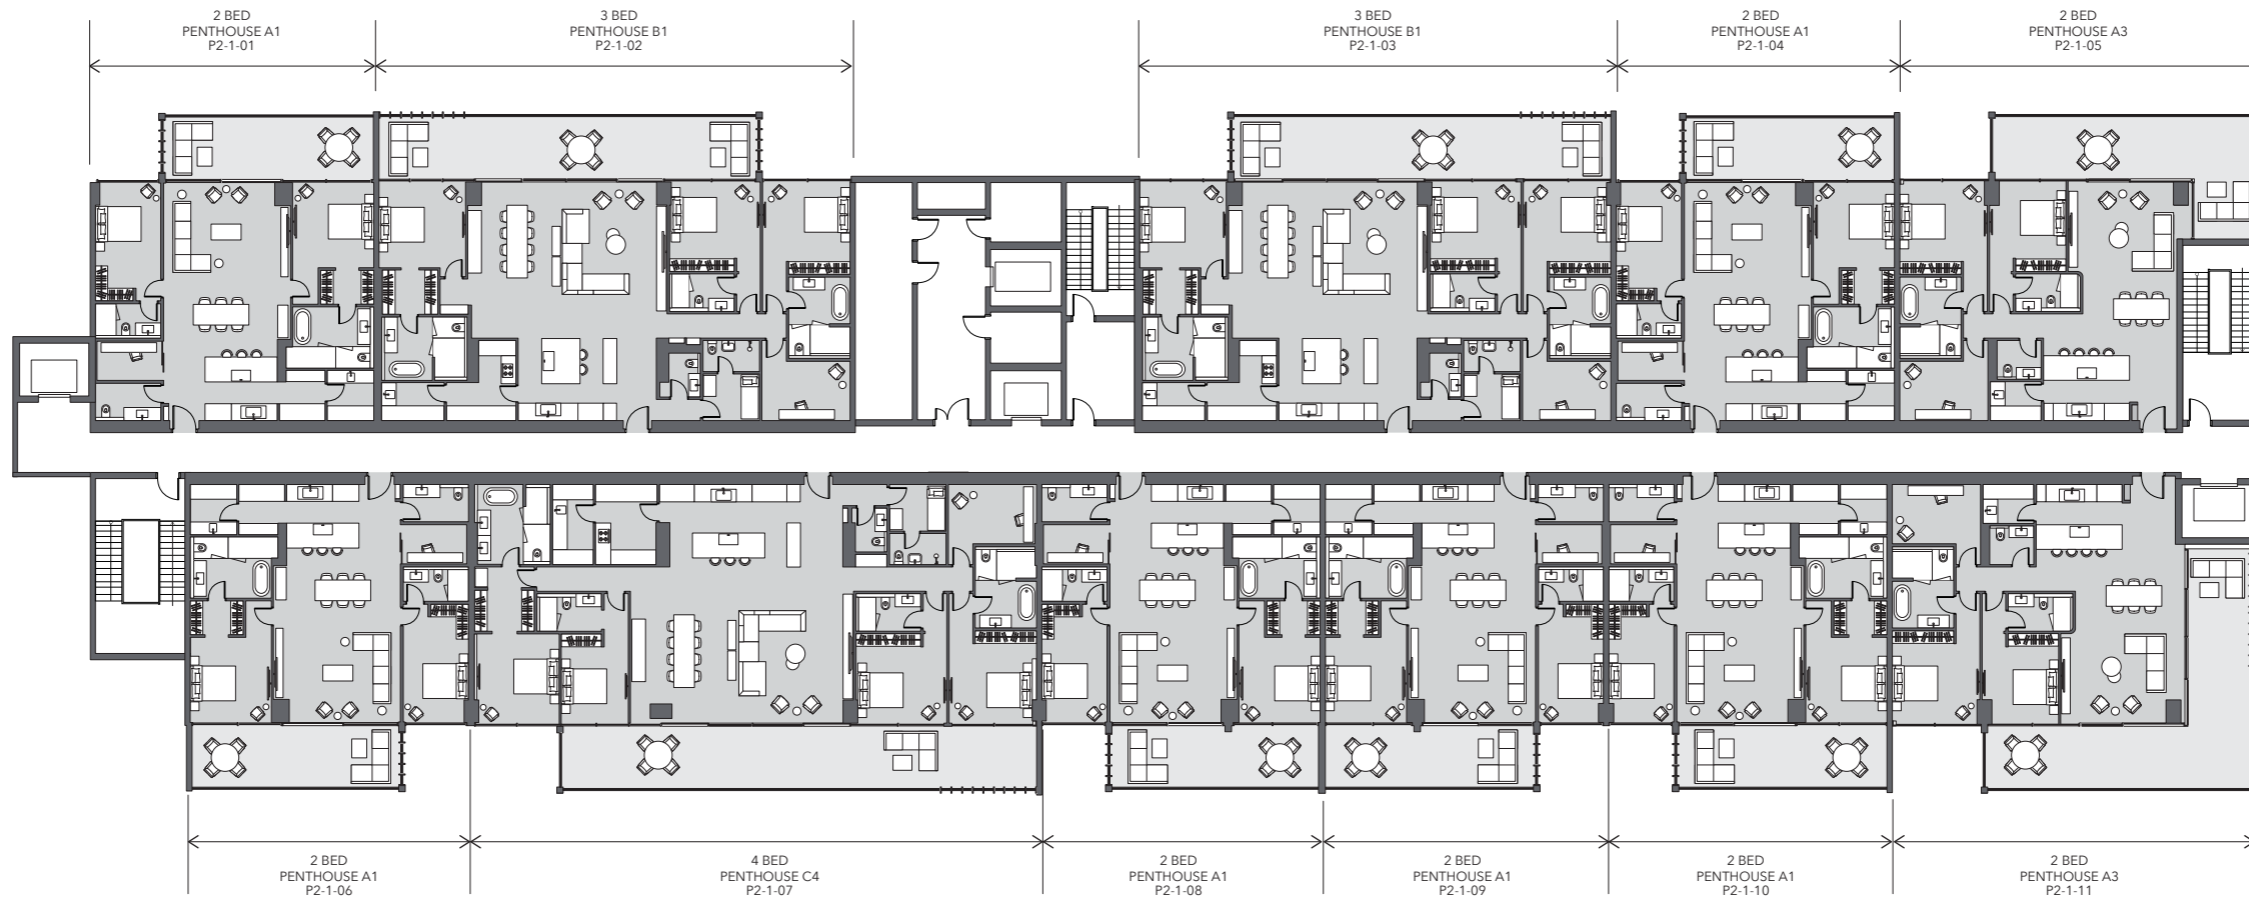 2 BED
PENTHOUSE A1
P2-1-01
3 BED
PENTHOUSE B1
P2-1-02
3 BED
PENTHOUSE B1
P2-1-03
2 BED
PENTHOUSE A1
P2-1-04
2 BED
PENTHOUSE A3
P2-1-05
2 BED
PENTHOUSE A1
P2-1-06
4 BED
PENTHOUSE C4
P2-1-07
2 BED
PENTHOUSE A1
P2-1-08
2 BED
PENTHOUSE A1
P2-1-09
2 BED
PENTHOUSE A1
P2-1-10
2 BED
PENTHOUSE A3
P2-1-11